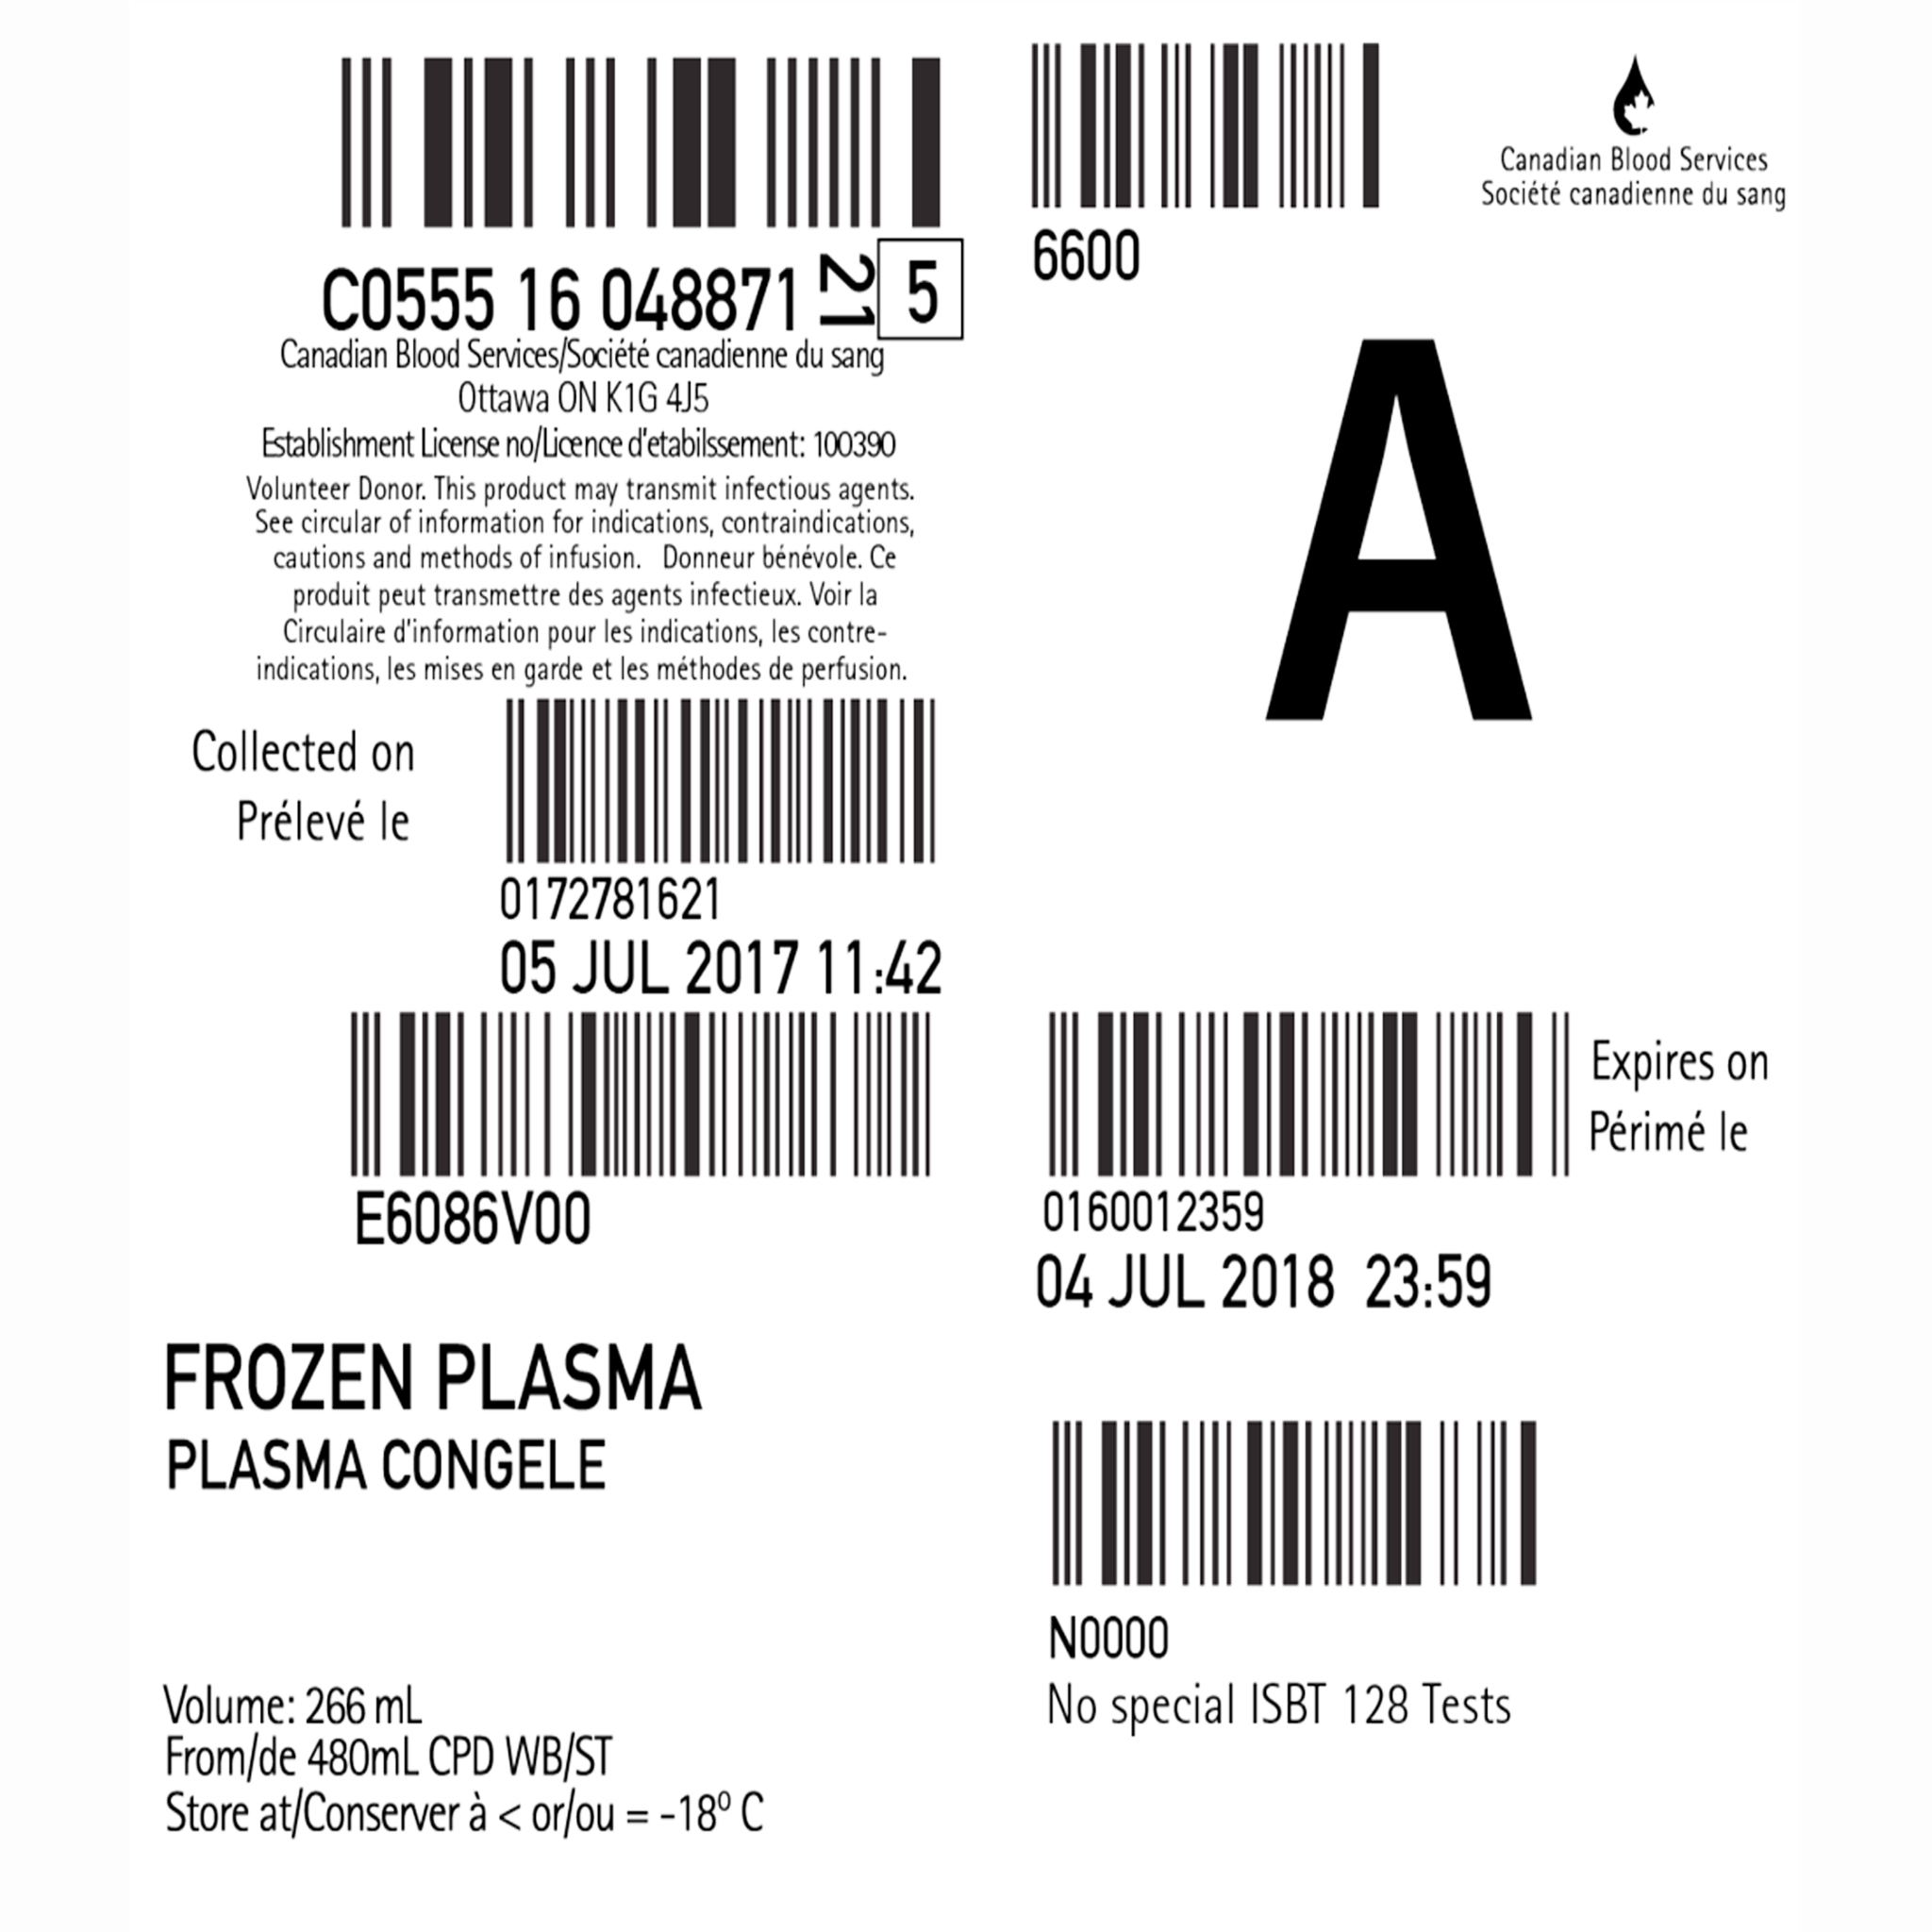 C0555 16 048871 21 5
Canadian Blood Services/Société canadienne du sang
Ottawa ON K1G 4J5
Establishment License no/Licence d'etabilssement: 100390
Volunteer Donor. This product may transmit infectious agents.
See circular of information for indications, contraindications,
cautions and methods of infusion. Donneur bénévole. Ce
produit peut transmettre des agents infectieux. Voir la
Circulaire d'information pour les indications, les contre-
indications, les mises en garde et les méthodes de perfusion.
Collected on
Prélevé le
0172781621
05 JUL 2017 11:42
E6086V00
FROZEN PLASMA
PLASMA CONGELE
Volume: 266 mL
From/de 480mL CPD WB/ST
Store at/Conserver à < or/ou = -18⁰ C
6600
Canadian Blood Services
Société canadienne du sang
A
Expires on
Périmé le
0160012359
04 JUL 2018 23:59
N0000
No special ISBT 128 Tests